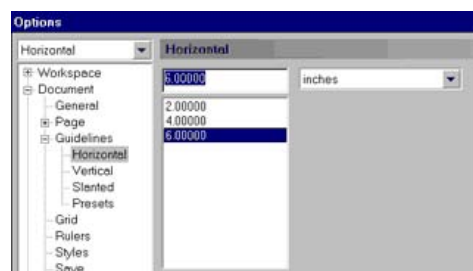 Options
Horizontal
Horizontal
Workspace
Document
General
Page
Guidelines
Horizontal
Vertical
Slanted
Presets
Grid
Rulers
Styles
Save
6.00000
inches
2.00000
4.00000
6.00000